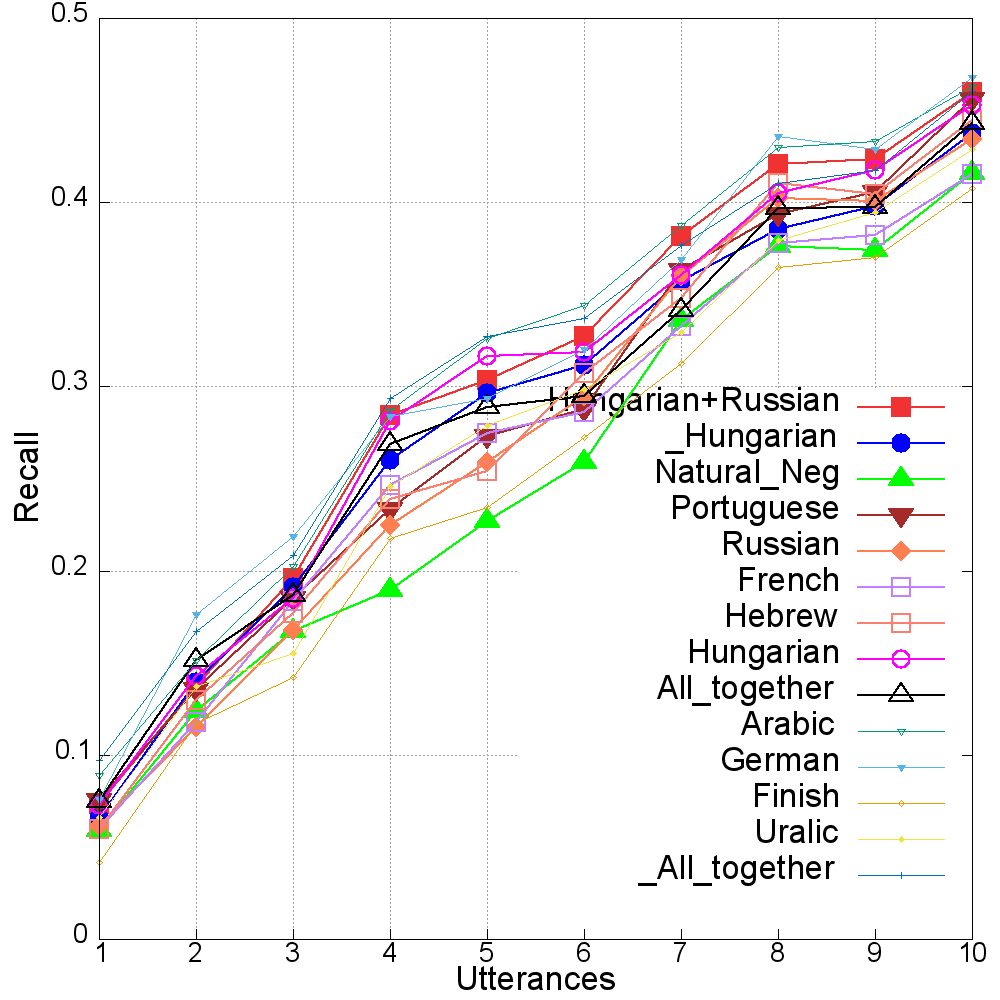 0.5
0.4
0.3
0.2
0.1
0
Recall
Hungarian+Russian
_Hungarian
Natural_Neg
Portuguese
Russian
French
Hebrew
Hungarian
All_together
Arabic
German
Finish
Uralic
_All_together
1 2 3 4 5 6 7 8 9 10
Utterances